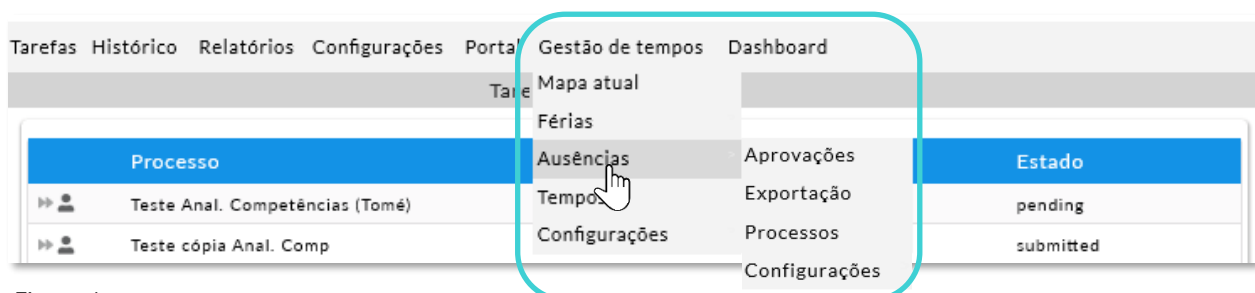 Tarefas Histórico Relatórios Configurações Portal Gestão de tempos Dashboard
Mapa atual
Férias
Ausências
Tempos
Configurações
Aprovações
Exportação
Processos
Configurações
Processo Estado
Teste Anal. Competências (Tomé) pending
Teste cópia Anal. Comp submitted